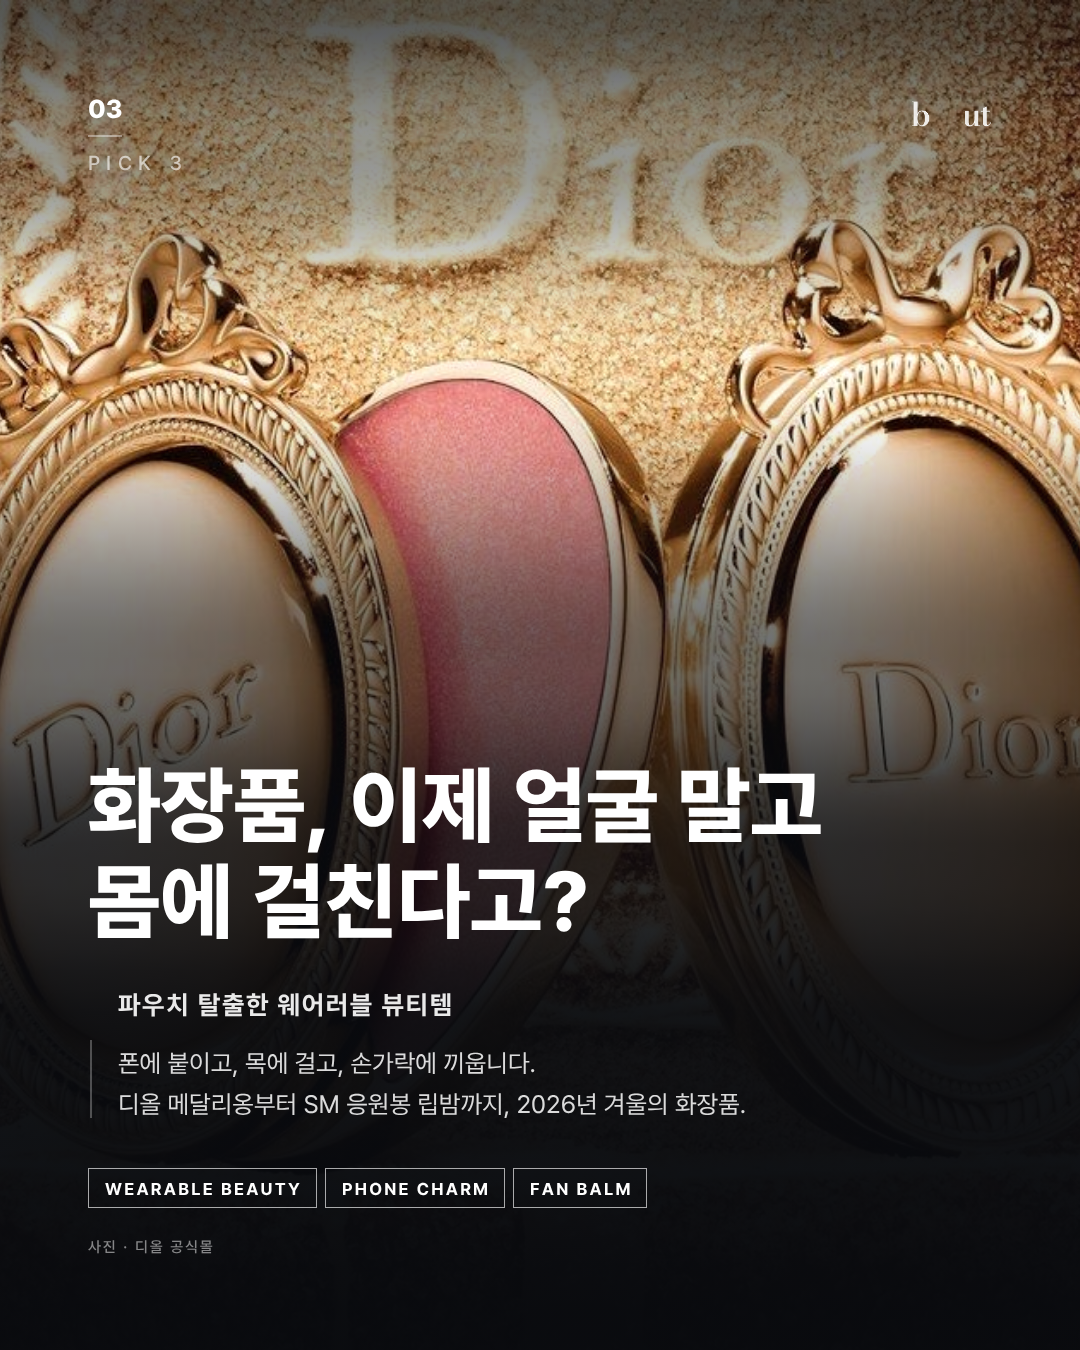 Dior
03
b ut
PICK 3
Dior
Dior
화장품, 이제 얼굴 말고
몸에 걸친다고?
파우치 탈출한 웨어러블 뷰티템
폰에 붙이고, 목에 걸고, 손가락에 끼웁니다.
디올 메달리옹부터 SM 응원봉 립밤까지, 2026년 겨울의 화장품.
WEARABLE BEAUTY
PHONE CHARM
FAN BALM
사진 · 디올 공식몰